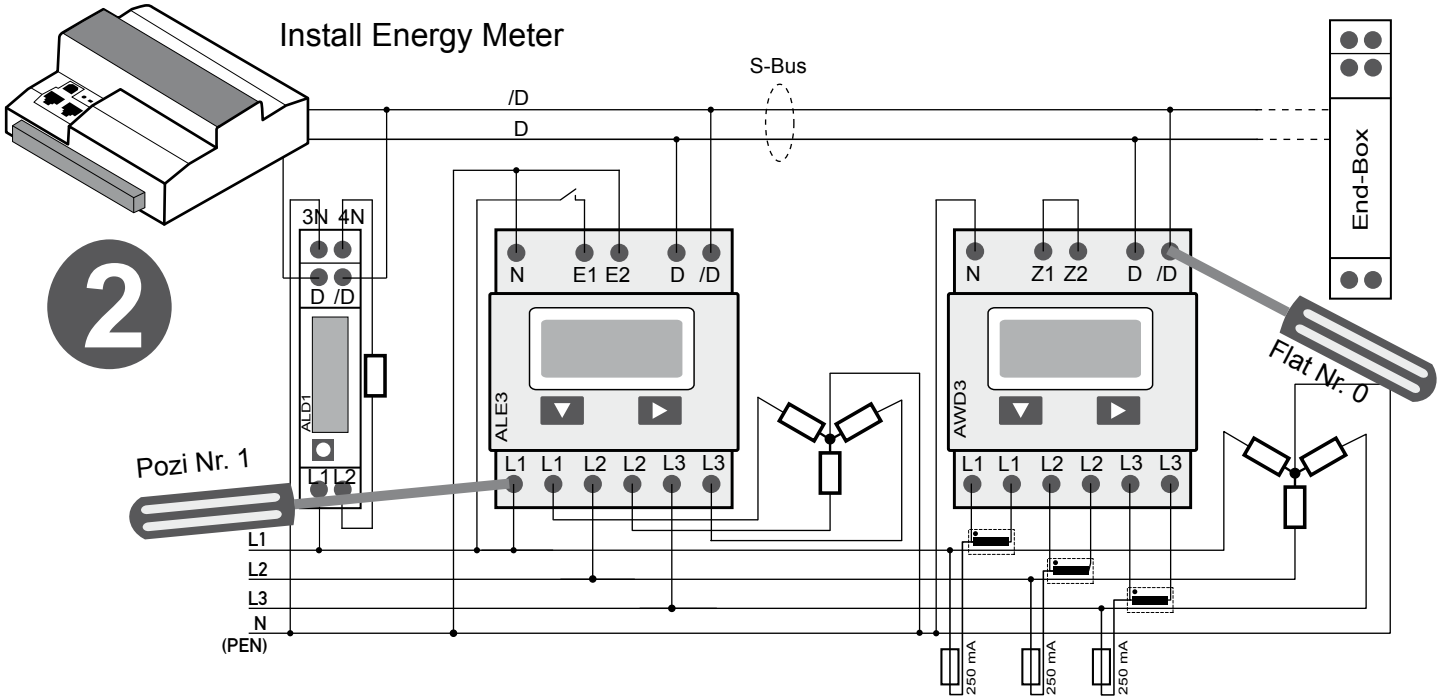 Install Energy Meter
S-Bus
/D
D
End-Box
2
3N 4N
D /D
ALD1
L1 L2
N E1 E2 D /D
ALE3
L1 L1 L2 L2 L3 L3
N Z1 Z2 D /D
AWD3
L1 L1 L2 L2 L3 L3
Pozi Nr. 1
Flat Nr. 0
L1
L2
L3
N
(PEN)
250 mA
250 mA
250 mA